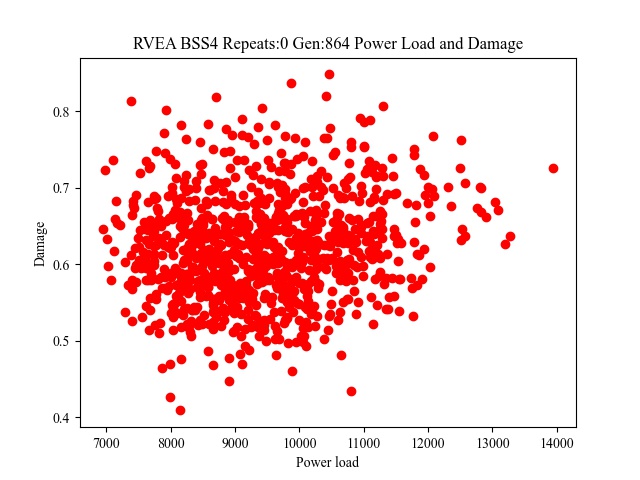 RVEA BSS4 Repeats:0 Gen:864 Power Load and Damage
0.8
0.7
0.6
0.5
0.4
Damage
7000 8000 9000 10000 11000 12000 13000 14000
Power load